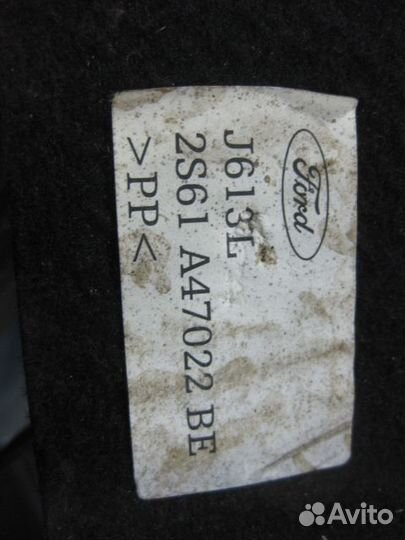 Ford
J613L
2S61 A47022 BE
>PP<
Avito